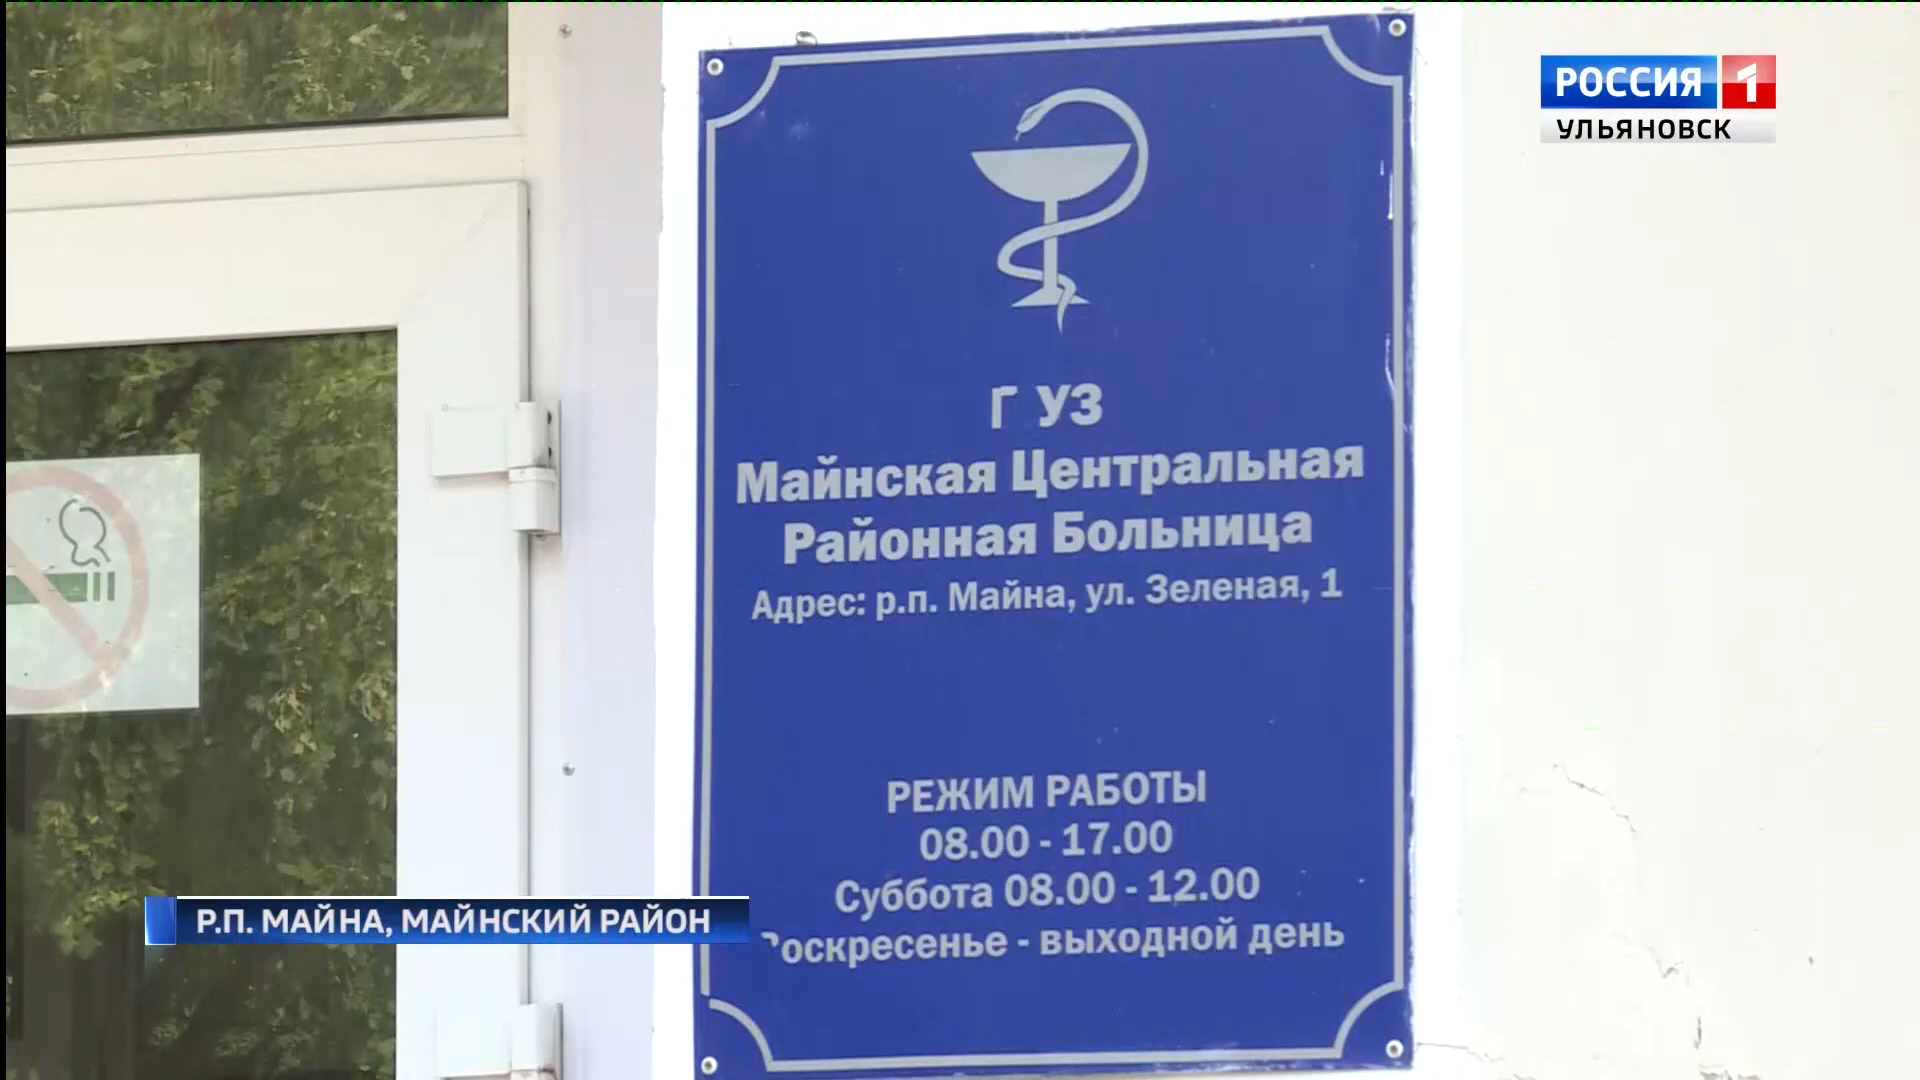 РОССИЯ 1
УЛЬЯНОВСК
Г УЗ
Майнская Центральная
Районная Больница
Адрес: р.п. Майна, ул. Зеленая, 1
РЕЖИМ РАБОТЫ
08.00 - 17.00
Суббота 08.00 - 12.00
Воскресенье - выходной день
Р.П. МАЙНА, МАЙНСКИЙ РАЙОН